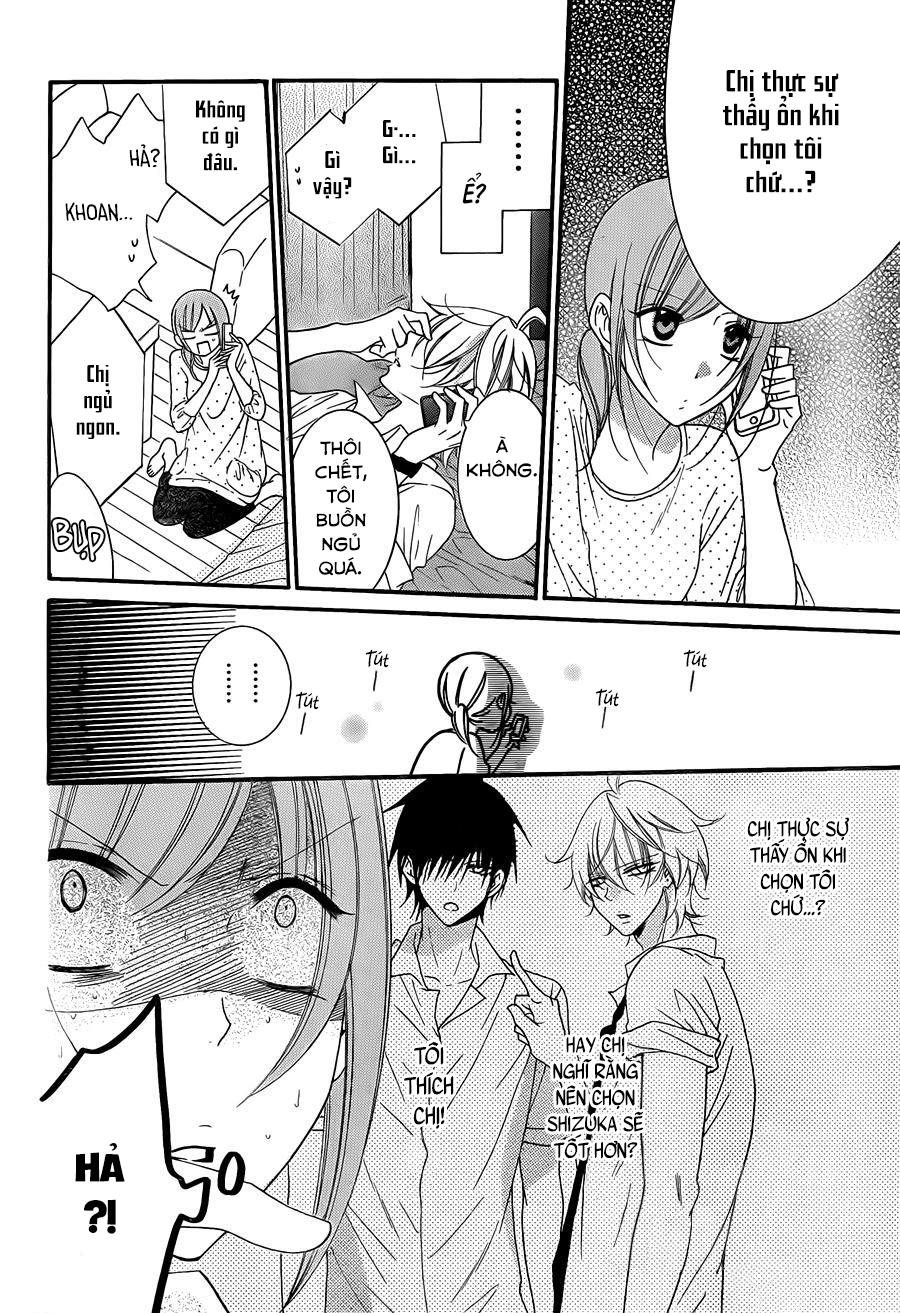 Chị thực sự
thấy ổn khi
chọn tôi
chứ...?
......
Ể?
G-...
Gì...
Gì
vậy?
À
KHÔNG.
THÔI
CHẾT,
TÔI
BUỒN
NGỦ
QUÁ.
Không
có gì
đâu.
HẢ?
KHOAN...
Chị
ngủ
ngon.
BỤP
Tút
Tút
Tút
Tút
......
CHỊ THỰC SỰ
THẤY ỔN KHI
CHỌN TÔI
CHỨ...?
HAY CHỊ
NGHĨ RẰNG
NÊN CHỌN
SHIZUKA SẼ
TỐT HƠN?
TÔI
THÍCH
CHỊ!
HẢ
?!